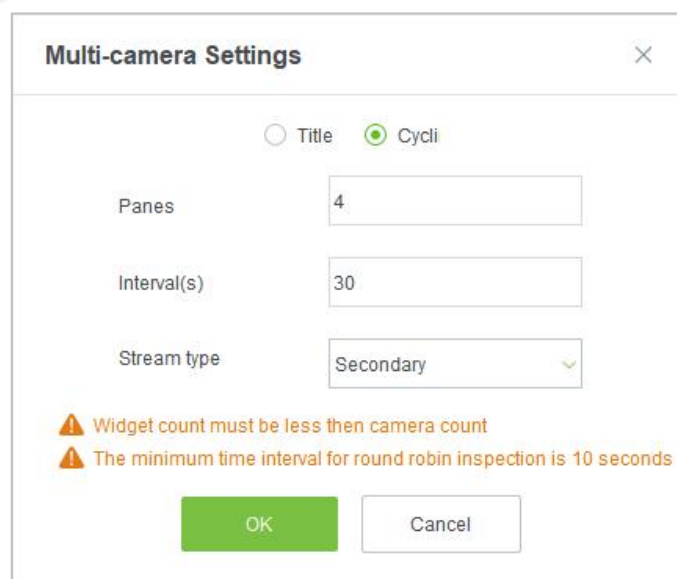 Multi-camera Settings
Title Cycli
Panes 4
Interval(s) 30
Stream type Secondary
Widget count must be less then camera count
The minimum time interval for round robin inspection is 10 seconds
OK Cancel